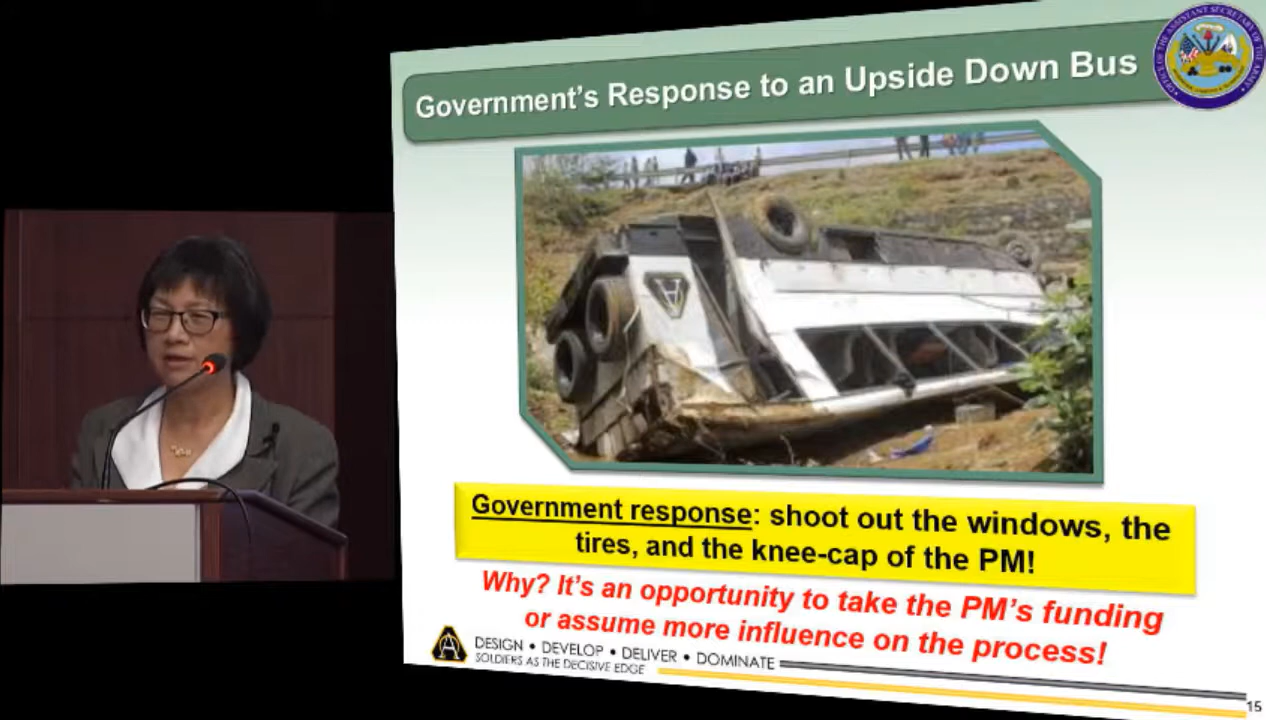 Government's Response to an Upside Down Bus
Government response: shoot out the windows, the
tires, and the knee-cap of the PM!
Why? It's an opportunity to take the PM's funding
or assume more influence on the process!
DESIGN • DEVELOP • DELIVER • DOMINATE
SOLDIERS AS THE DECISIVE EDGE
15